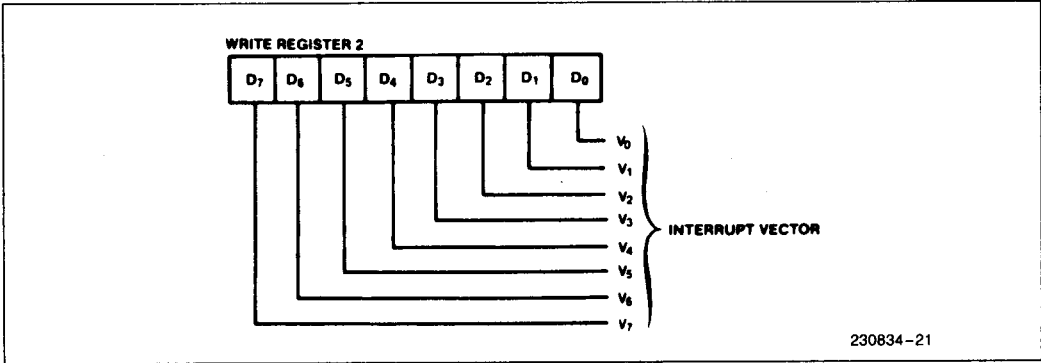 WRITE REGISTER 2
D7 D6 D5 D4 D3 D2 D1 D0
V0
V1
V2
V3
INTERRUPT VECTOR
V4
V5
V6
V7
230834-21